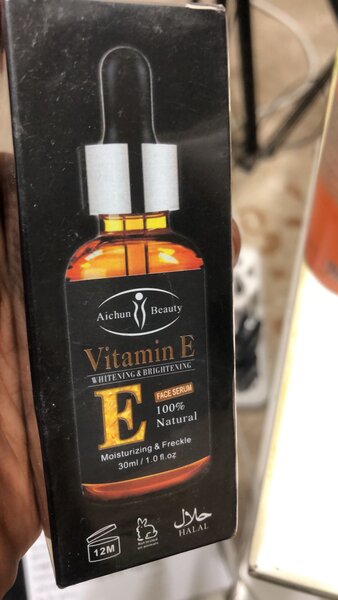 Aichun Beauty
Vitamin E
WHITENING & BRIGHTENING
FACE SERUM
E
100%
Natural
Moisturizing & Freckle
30ml / 1.0 fl.oz
12M
حلال
HALAL